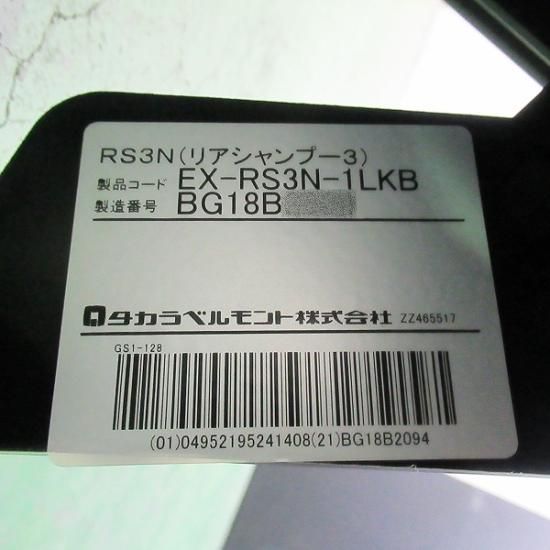 RS3N(リアシャンプー3)
製品コード EX-RS3N-1LKB
製造番号 BG18B
タカラベルモント株式会社 ZZ465517
GS1-128
(01)04952195241408(21)BG18B2094